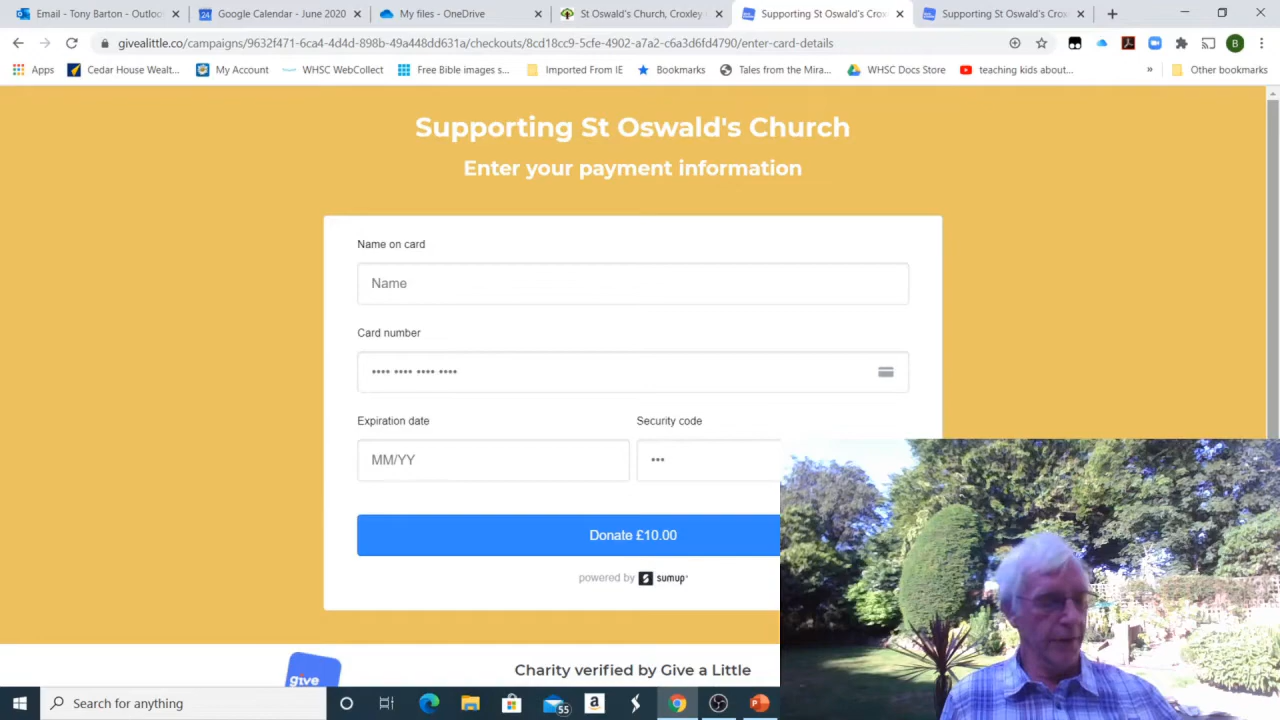 Email - Tony Barton - Outlo
Google Calendar - June 2020
My files - OneDrive
St Oswald's Church, Croxley
Supporting St Oswald's Crox
Supporting St Oswald's Crox
givealittle.co/campaigns/9632f471-6ca4-4d4d-898b-49a448dd631a/checkouts/8cd18cc9-5cfe-4902-a7a2-c6a3d6fd4790/enter-card-details
B
Apps
Cedar House Wealt...
My Account
WHSC WebCollect
Free Bible images s...
Imported From IE
Bookmarks
Tales from the Mira...
WHSC Docs Store
teaching kids about...
»
Other bookmarks
Supporting St Oswald's Church
Enter your payment information
Name on card
Name
Card number
•••• •••• •••• ••••
Expiration date
Security code
MM/YY
•••
Donate £10.00
powered by sumup
give
Charity verified by Give a Little
Search for anything
55